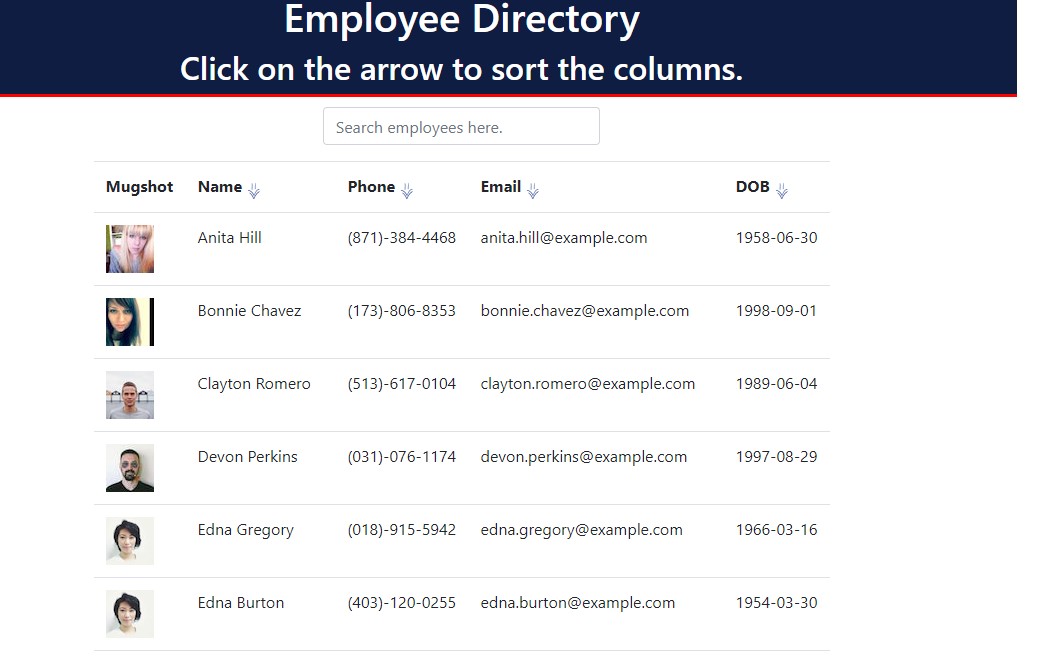 Employee Directory
Click on the arrow to sort the columns.
Search employees here.
Mugshot Name Phone Email DOB
Anita Hill (871)-384-4468 anita.hill@example.com 1958-06-30
Bonnie Chavez (173)-806-8353 bonnie.chavez@example.com 1998-09-01
Clayton Romero (513)-617-0104 clayton.romero@example.com 1989-06-04
Devon Perkins (031)-076-1174 devon.perkins@example.com 1997-08-29
Edna Gregory (018)-915-5942 edna.gregory@example.com 1966-03-16
Edna Burton (403)-120-0255 edna.burton@example.com 1954-03-30